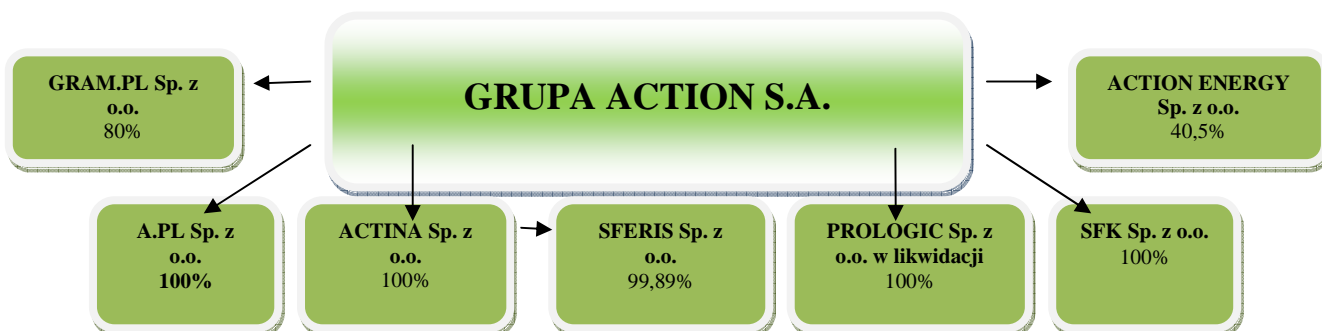 GRUPA ACTION S.A.
GRAM.PL Sp. z
o.o.
80%
ACTION ENERGY
Sp. z o.o.
40,5%
A.PL Sp. z
o.o.
100%
ACTINA Sp. z
o.o.
100%
SFERIS Sp. z
o.o.
99,89%
PROLOGIC Sp. z
o.o. w likwidacji
100%
SFK Sp. z o.o.
100%